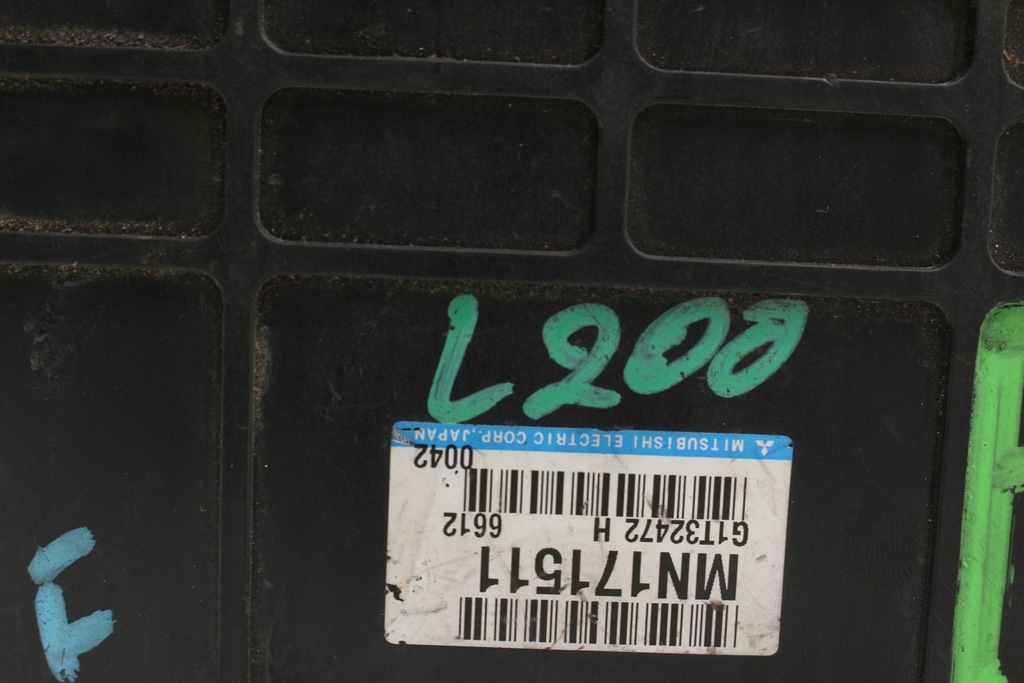 L200
MITSUBiSHI ELECTRIC CORP.,JAPAN
0042
G1T32472 H 6612
MN171511